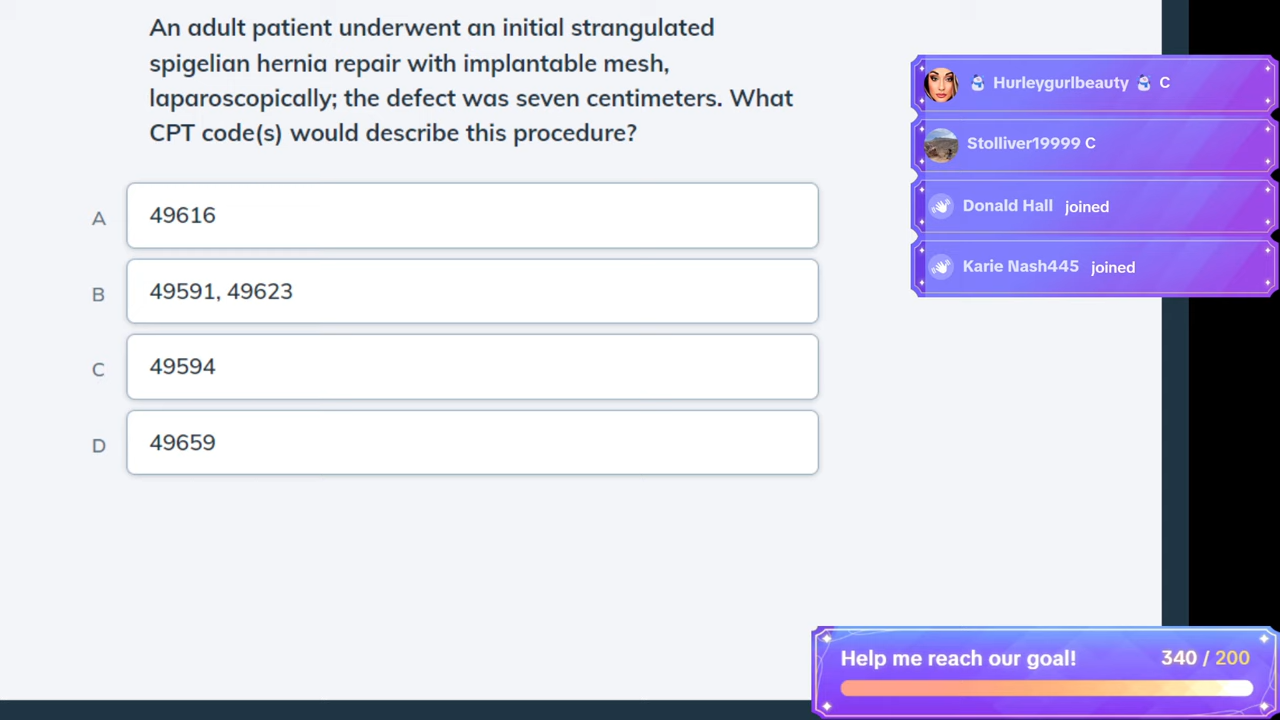 An adult patient underwent an initial strangulated
spigelian hernia repair with implantable mesh,
laparoscopically; the defect was seven centimeters. What
CPT code(s) would describe this procedure?
A 49616
B 49591, 49623
C 49594
D 49659
⛄ Hurleygurlbeauty ⛄ C
Stolliver19999 C
Donald Hall joined
Karie Nash445 joined
Help me reach our goal! 340 / 200